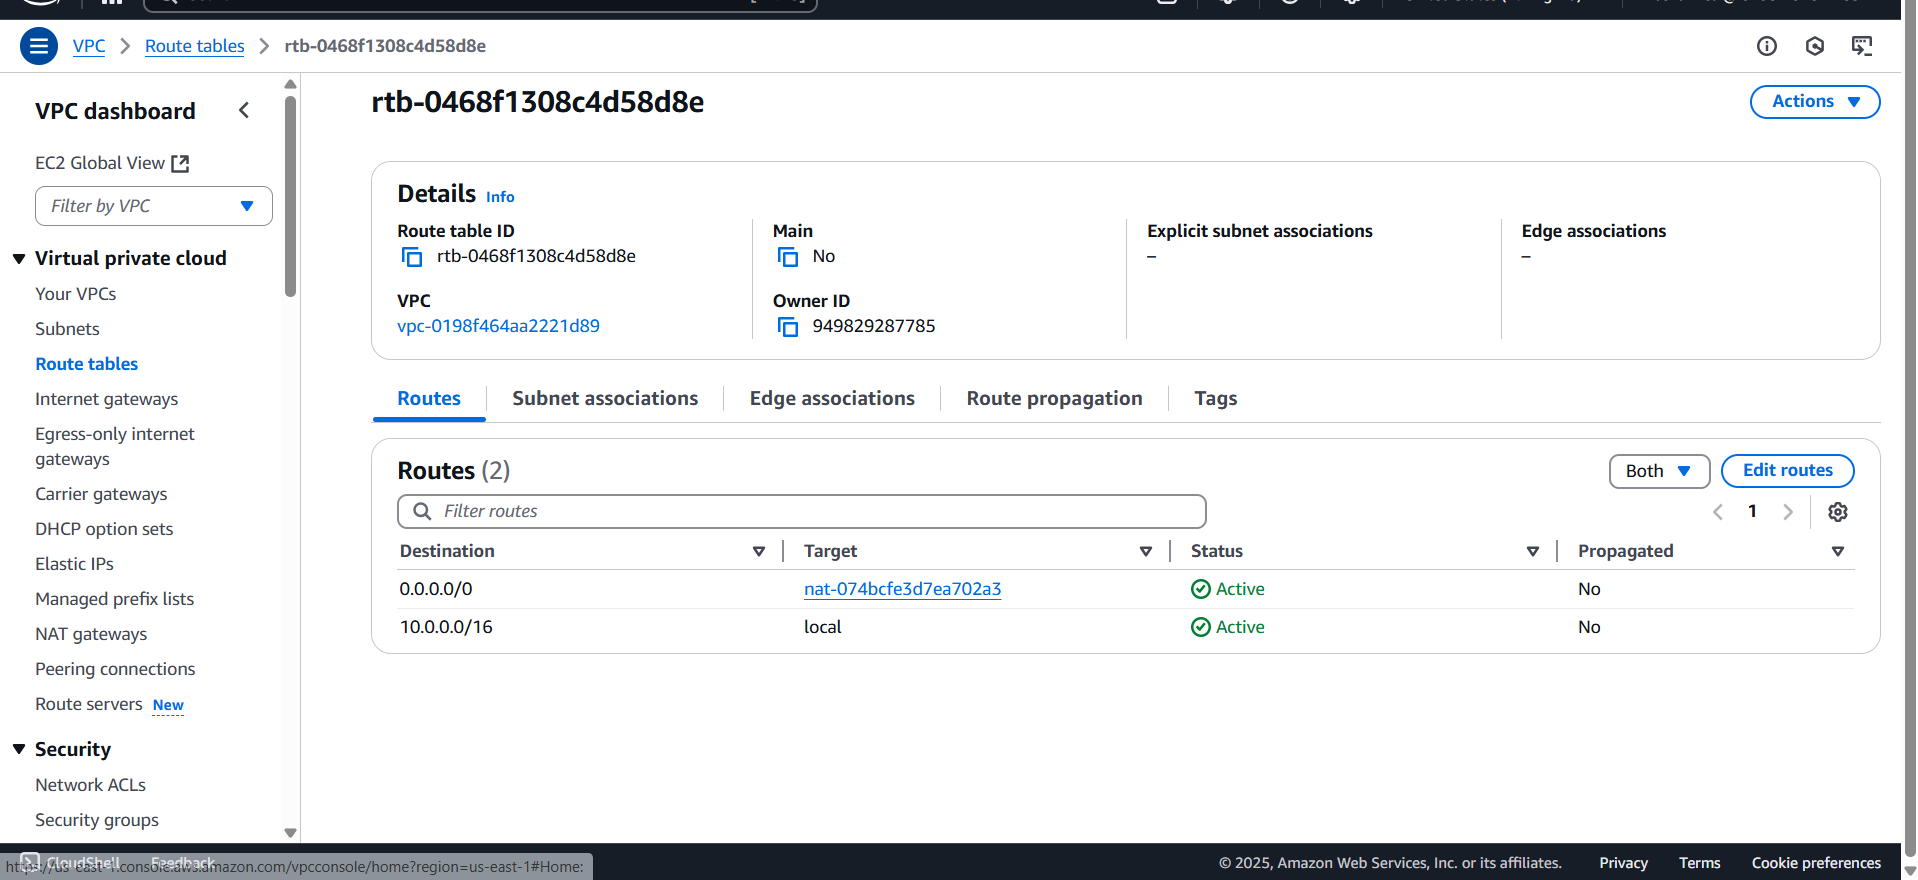 VPC > Route tables > rtb-0468f1308c4d58d8e
VPC dashboard
EC2 Global View
Filter by VPC
Virtual private cloud
Your VPCs
Subnets
Route tables
Internet gateways
Egress-only internet
gateways
Carrier gateways
DHCP option sets
Elastic IPs
Managed prefix lists
NAT gateways
Peering connections
Route servers New
Security
Network ACLs
Security groups
rtb-0468f1308c4d58d8e
Actions
Details Info
Route table ID
rtb-0468f1308c4d58d8e
VPC
vpc-0198f464aa2221d89
Main
No
Owner ID
949829287785
Explicit subnet associations
–
Edge associations
–
Routes
Subnet associations
Edge associations
Route propagation
Tags
Routes (2)
Both
Edit routes
Filter routes
1
Destination Target Status Propagated
0.0.0.0/0 nat-074bcfe3d7ea702a3 Active No
10.0.0.0/16 local Active No
CloudShell Feedback
https://us-east-1.console.aws.amazon.com/vpcconsole/home?region=us-east-1#Home:
© 2025, Amazon Web Services, Inc. or its affiliates. Privacy Terms Cookie preferences